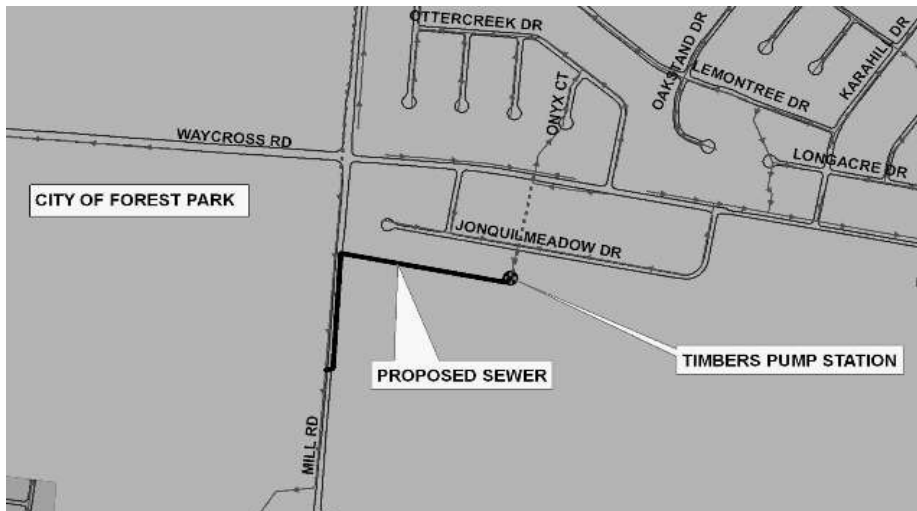 OTTERCREEK DR
OAKSTAND DR
KARAHILL DR
LEMONTREE DR
ONYX CT
WAYCROSS RD
LONGACRE DR
CITY OF FOREST PARK
JONQUILMEADOW DR
PROPOSED SEWER
TIMBERS PUMP STATION
MILL RD